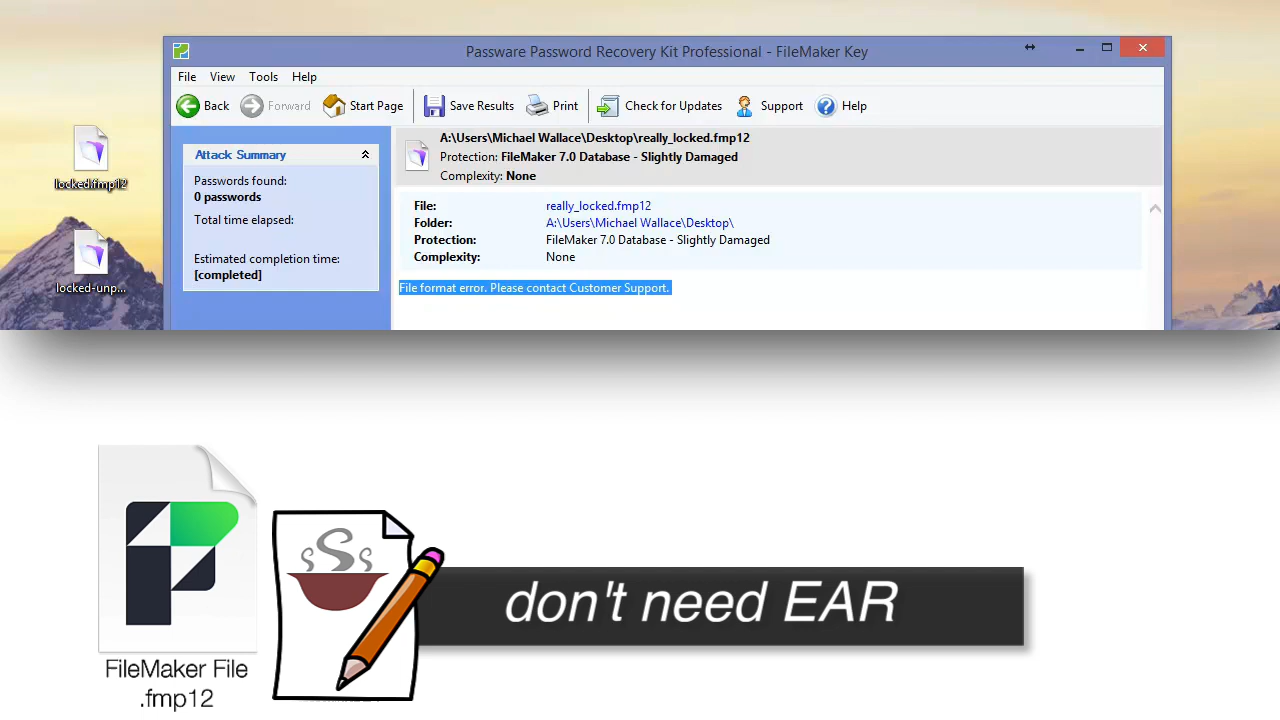 Passware Password Recovery Kit Professional - FileMaker Key
File View Tools Help
Back Forward Start Page Save Results Print Check for Updates Support Help
locked.fmp12
locked-unp...
Attack Summary
Passwords found:
0 passwords
Total time elapsed:
Estimated completion time:
[completed]
A:\Users\Michael Wallace\Desktop\really_locked.fmp12
Protection: FileMaker 7.0 Database - Slightly Damaged
Complexity: None
File: really_locked.fmp12
Folder: A:\Users\Michael Wallace\Desktop\
Protection: FileMaker 7.0 Database - Slightly Damaged
Complexity: None
File format error. Please contact Customer Support.
sSs
don't need EAR
FileMaker File
.fmp12